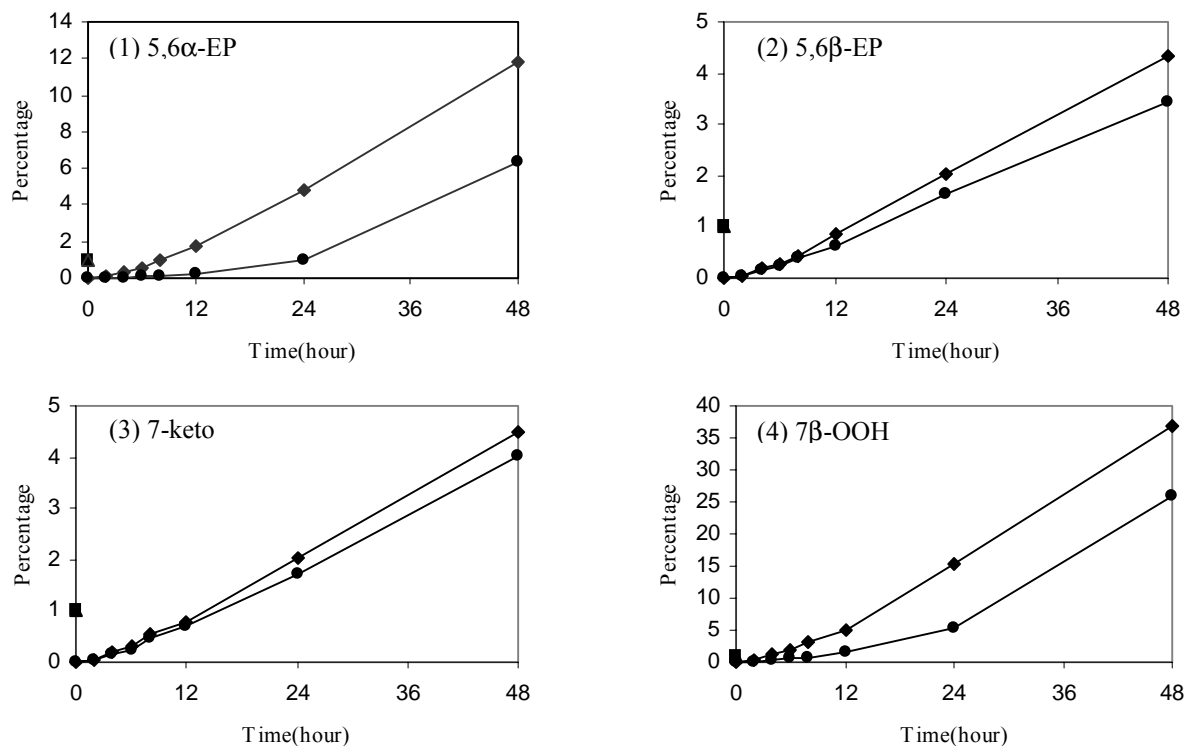 (1) 5,6α-EP
Percentage
14
12
10
8
6
4
2
0
0 12 24 36 48
Time(hour)
(2) 5,6β-EP
Percentage
5
4
3
2
1
0
0 12 24 36 48
Time(hour)
(3) 7-keto
Percentage
5
4
3
2
1
0
0 12 24 36 48
Time(hour)
(4) 7β-OOH
Percentage
40
35
30
25
20
15
10
5
0
0 12 24 36 48
Time(hour)